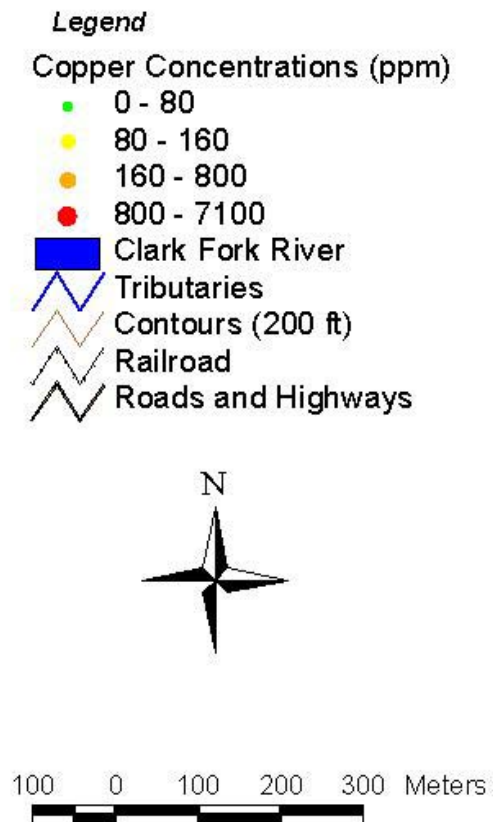 Legend
Copper Concentrations (ppm)
0 - 80
80 - 160
160 - 800
800 - 7100
Clark Fork River
Tributaries
Contours (200 ft)
Railroad
Roads and Highways
N
100 0 100 200 300 Meters